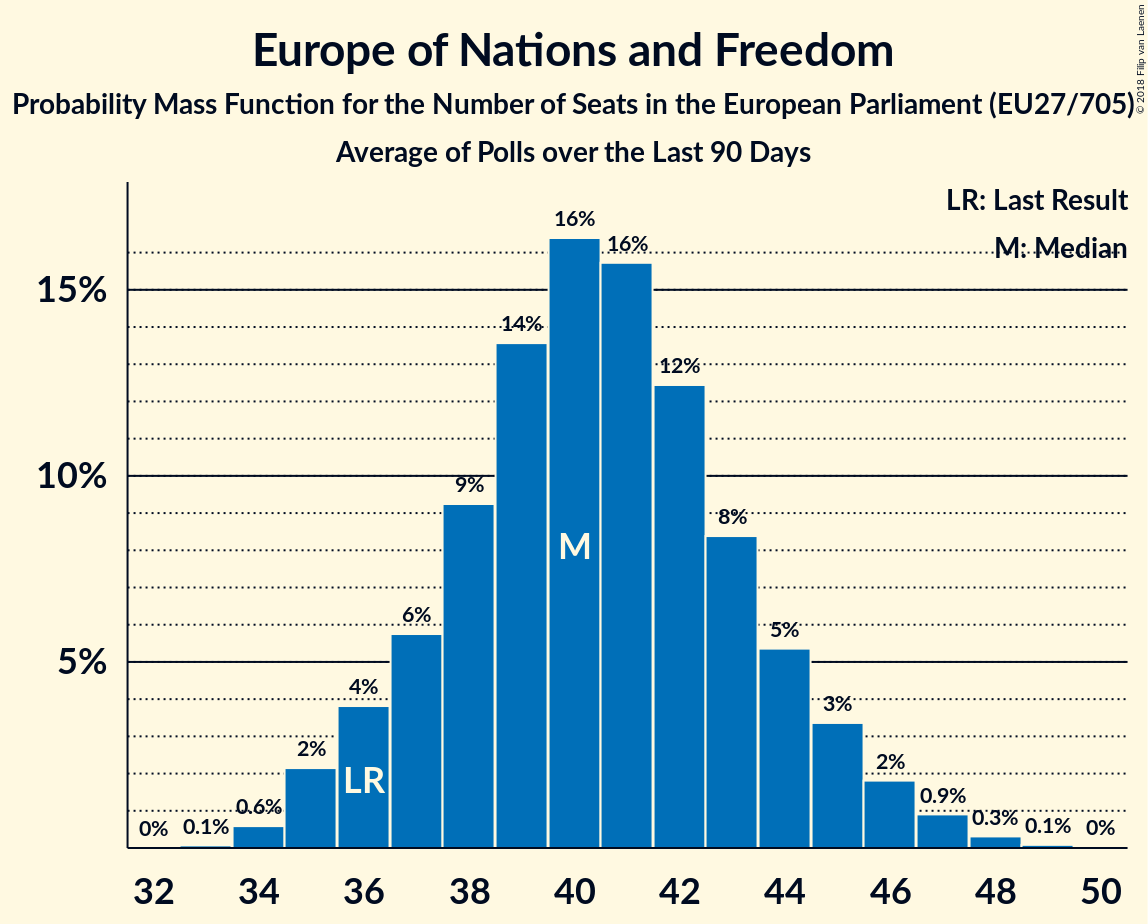 Europe of Nations and Freedom
Probability Mass Function for the Number of Seats in the European Parliament (EU27/705)
Average of Polls over the Last 90 Days
© 2018 Filip van Laenen
LR: Last Result
M: Median
15%
10%
5%
0%
0.1%
0.6%
2%
4%
6%
9%
14%
16%
16%
12%
8%
5%
3%
2%
0.9%
0.3%
0.1%
0%
LR
M
32 34 36 38 40 42 44 46 48 50